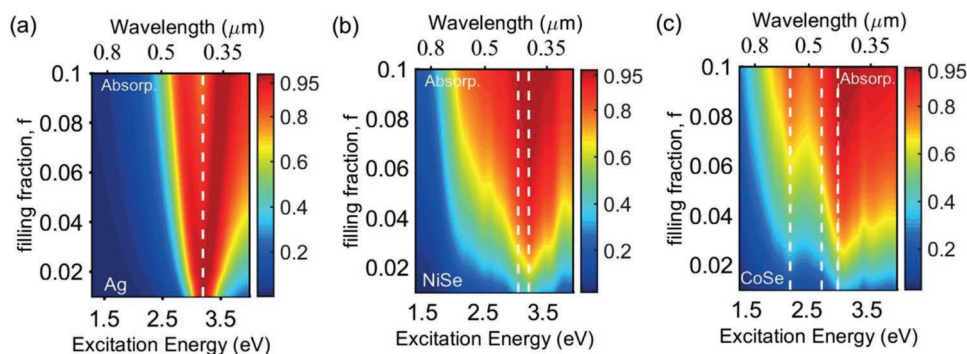 (a)
Wavelength (μm)
0.8 0.5 0.35
0.1
0.08
0.06
0.04
0.02
filling fraction, f
Absorp.
Ag
1.5 2.5 3.5
Excitation Energy (eV)
0.95
0.8
0.6
0.4
0.2
(b)
Wavelength (μm)
0.8 0.5 0.35
0.1
0.08
0.06
0.04
0.02
filling fraction, f
Absorp.
NiSe
1.5 2.5 3.5
Excitation Energy (eV)
0.95
0.8
0.6
0.4
0.2
(c)
Wavelength (μm)
0.8 0.5 0.35
0.1
0.08
0.06
0.04
0.02
filling fraction, f
Absorp.
CoSe
1.5 2.5 3.5
Excitation Energy (eV)
0.95
0.8
0.6
0.4
0.2